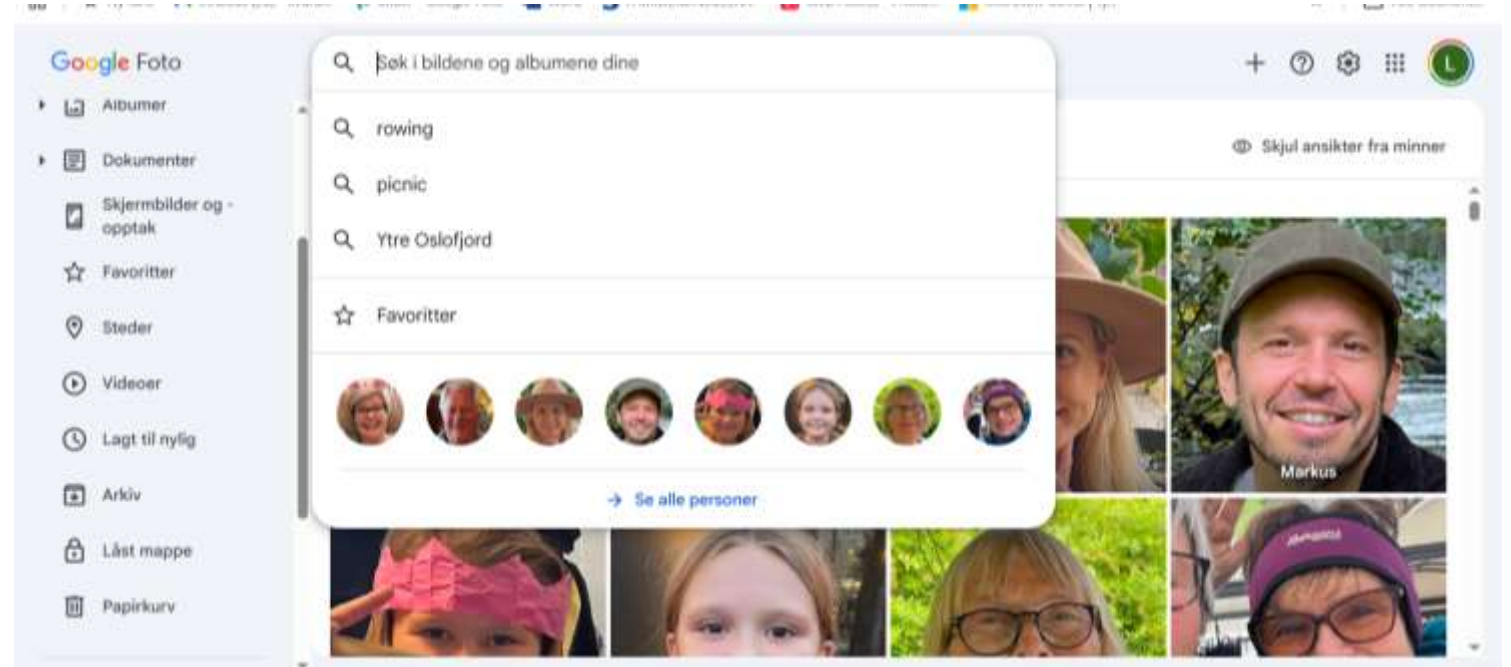 Google Foto
Søk i bildene og albumene dine
Albumer
rowing
Dokumenter
Skjul ansikter fra minner
picnic
Skjermbilder og -
opptak
Ytre Oslofjord
Favoritter
Favoritter
Steder
Videoer
Lagt til nylig
Arkiv
Markus
Se alle personer
Låst mappe
Papirkurv
L